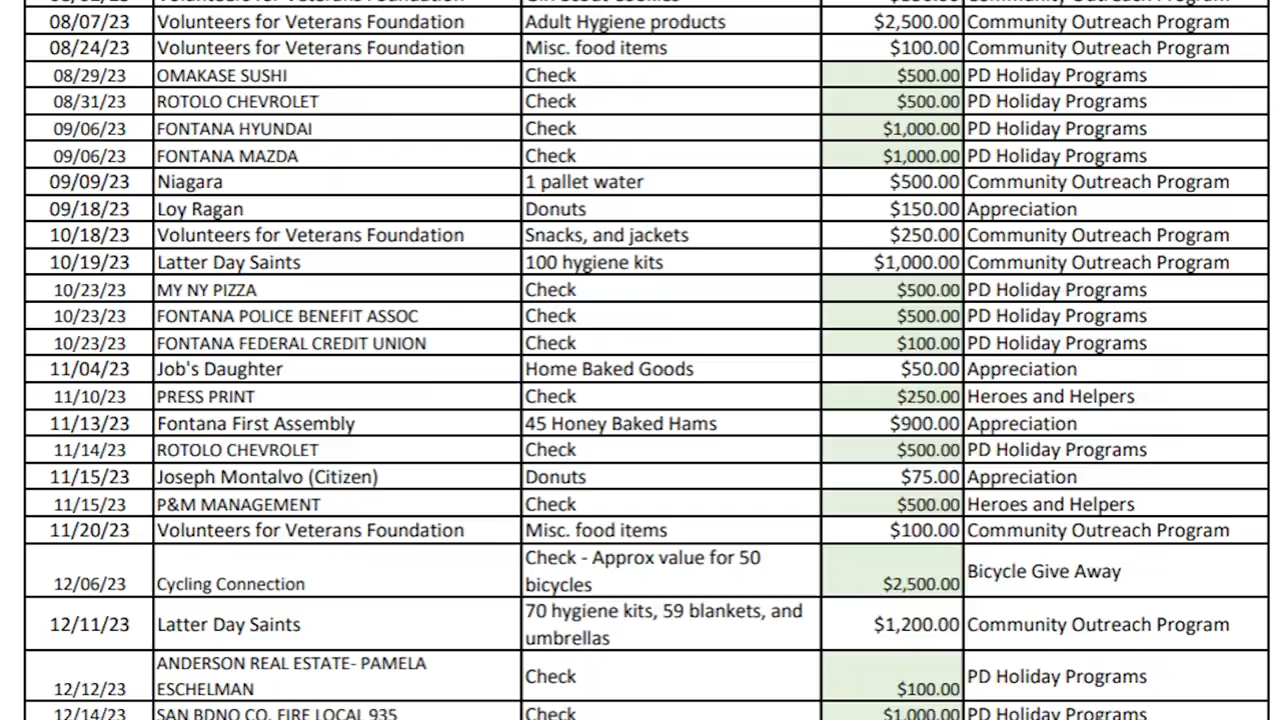 08/07/23 Volunteers for Veterans Foundation Adult Hygiene products $2,500.00 Community Outreach Program
08/24/23 Volunteers for Veterans Foundation Misc. food items $100.00 Community Outreach Program
08/29/23 OMAKASE SUSHI Check $500.00 PD Holiday Programs
08/31/23 ROTOLO CHEVROLET Check $500.00 PD Holiday Programs
09/06/23 FONTANA HYUNDAI Check $1,000.00 PD Holiday Programs
09/06/23 FONTANA MAZDA Check $1,000.00 PD Holiday Programs
09/09/23 Niagara 1 pallet water $500.00 Community Outreach Program
09/18/23 Loy Ragan Donuts $150.00 Appreciation
10/18/23 Volunteers for Veterans Foundation Snacks, and jackets $250.00 Community Outreach Program
10/19/23 Latter Day Saints 100 hygiene kits $1,000.00 Community Outreach Program
10/23/23 MY NY PIZZA Check $500.00 PD Holiday Programs
10/23/23 FONTANA POLICE BENEFIT ASSOC Check $500.00 PD Holiday Programs
10/23/23 FONTANA FEDERAL CREDIT UNION Check $100.00 PD Holiday Programs
11/04/23 Job's Daughter Home Baked Goods $50.00 Appreciation
11/10/23 PRESS PRINT Check $250.00 Heroes and Helpers
11/13/23 Fontana First Assembly 45 Honey Baked Hams $900.00 Appreciation
11/14/23 ROTOLO CHEVROLET Check $500.00 PD Holiday Programs
11/15/23 Joseph Montalvo (Citizen) Donuts $75.00 Appreciation
11/15/23 P&M MANAGEMENT Check $500.00 Heroes and Helpers
11/20/23 Volunteers for Veterans Foundation Misc. food items $100.00 Community Outreach Program
Check - Approx value for 50
12/06/23 Cycling Connection bicycles $2,500.00 Bicycle Give Away
70 hygiene kits, 59 blankets, and
12/11/23 Latter Day Saints umbrellas $1,200.00 Community Outreach Program
ANDERSON REAL ESTATE- PAMELA
12/12/23 ESCHELMAN Check $100.00 PD Holiday Programs
12/14/23 SAN BDNO CO. FIRE LOCAL 935 Check $1,000.00 PD Holiday Programs